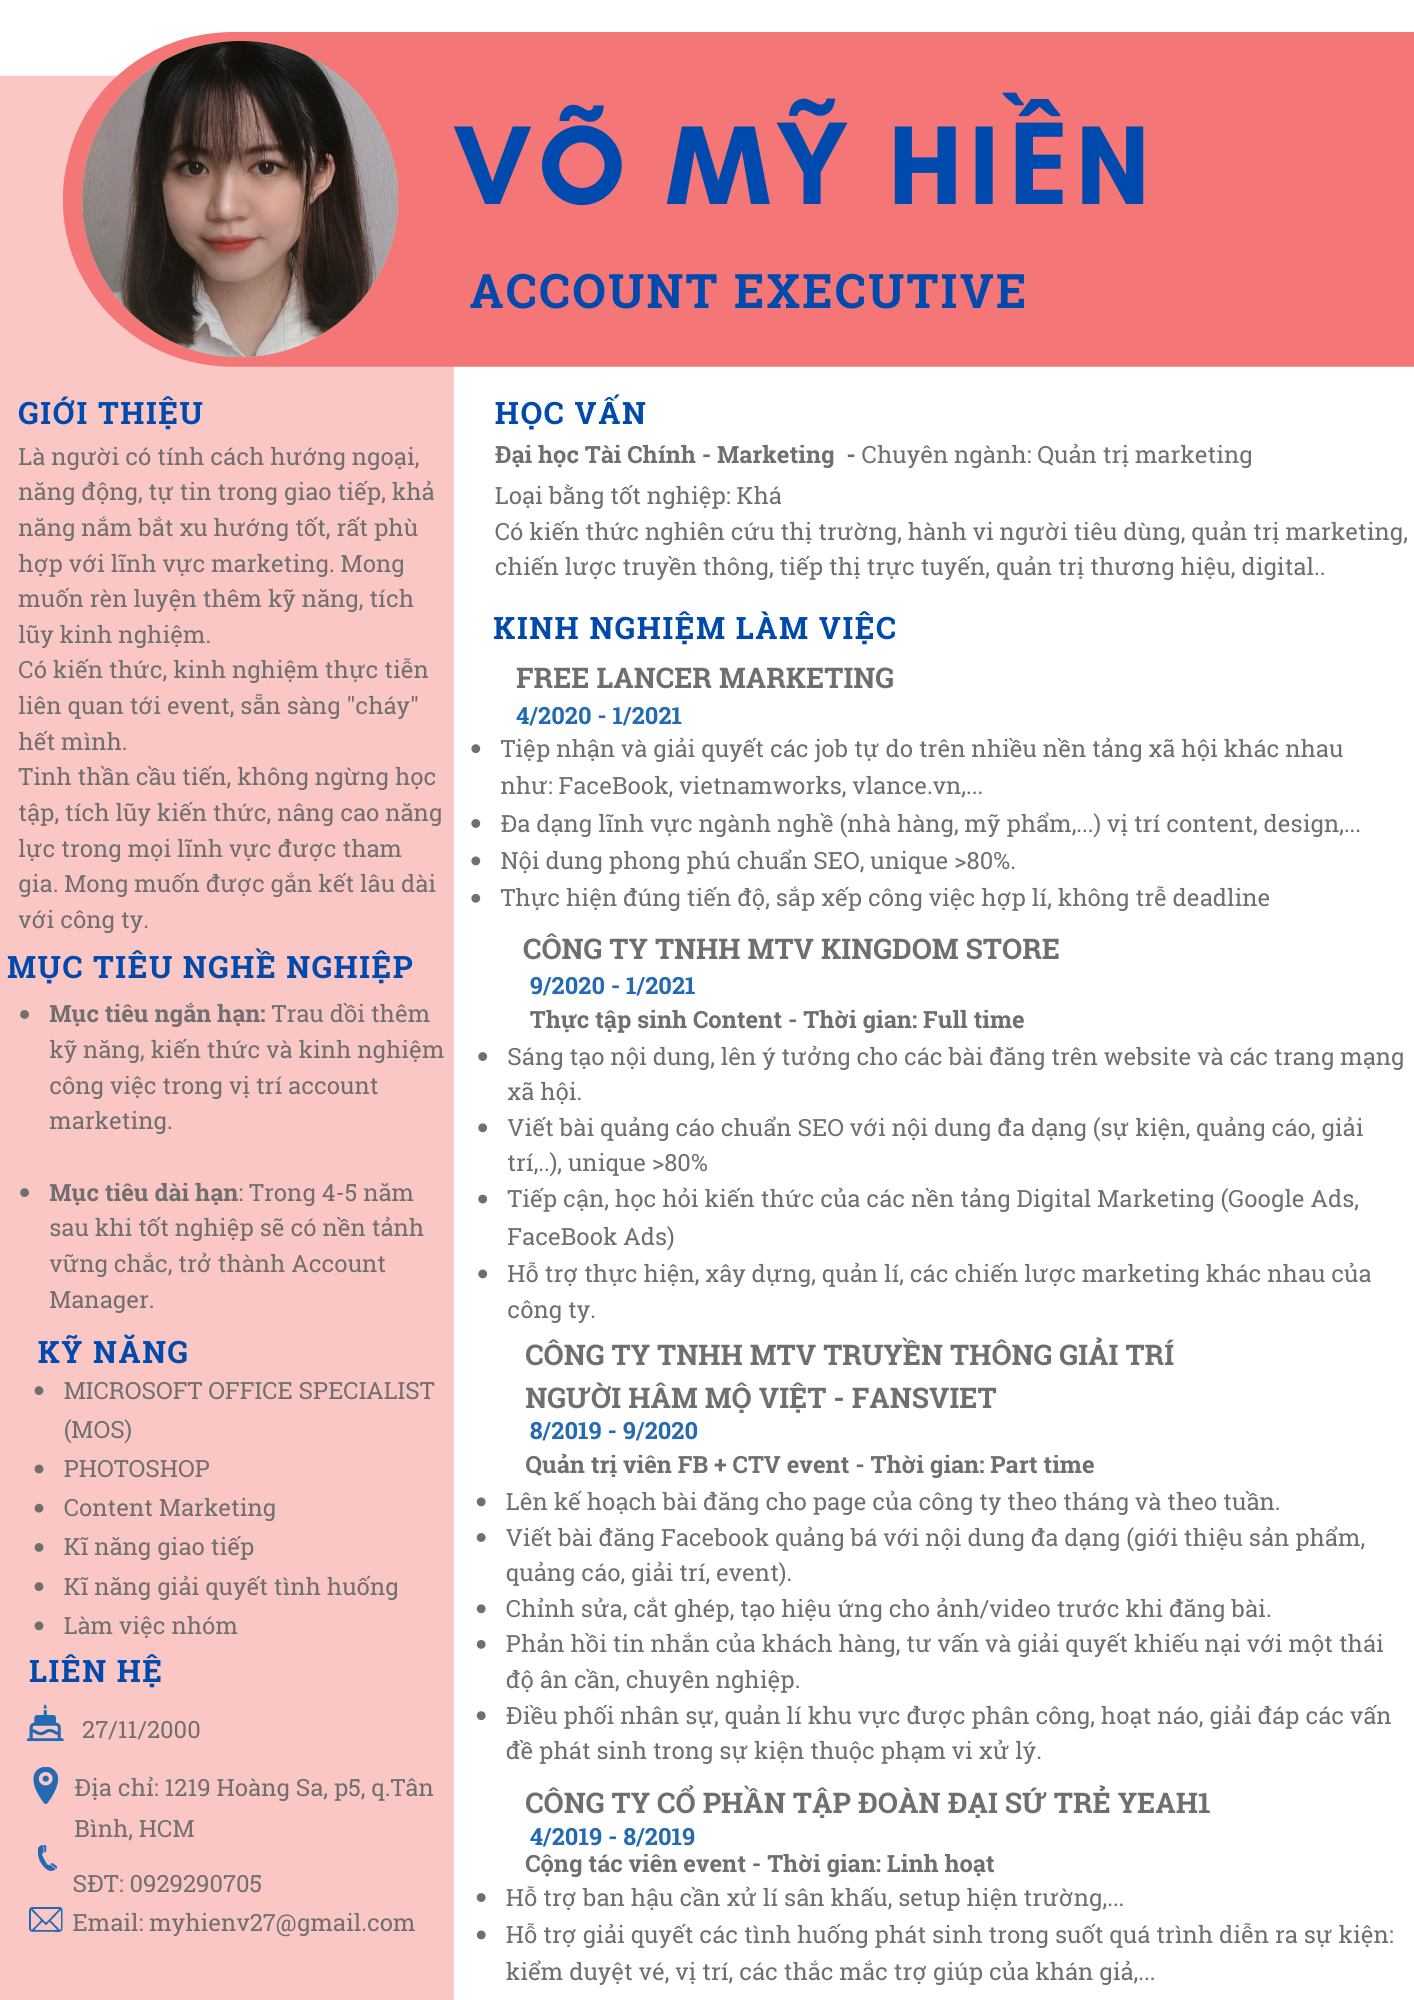 VÕ MỸ HIỀN
ACCOUNT EXECUTIVE
GIỚI THIỆU
Là người có tính cách hướng ngoại,
năng động, tự tin trong giao tiếp, khả
năng nắm bắt xu hướng tốt, rất phù
hợp với lĩnh vực marketing. Mong
muốn rèn luyện thêm kỹ năng, tích
lũy kinh nghiệm.
Có kiến thức, kinh nghiệm thực tiễn
liên quan tới event, sẵn sàng "cháy"
hết mình.
Tinh thần cầu tiến, không ngừng học
tập, tích lũy kiến thức, nâng cao năng
lực trong mọi lĩnh vực được tham
gia. Mong muốn được gắn kết lâu dài
với công ty.
MỤC TIÊU NGHỀ NGHIỆP
• Mục tiêu ngắn hạn: Trau dồi thêm
kỹ năng, kiến thức và kinh nghiệm
công việc trong vị trí account
marketing.
• Mục tiêu dài hạn: Trong 4-5 năm
sau khi tốt nghiệp sẽ có nền tảnh
vững chắc, trở thành Account
Manager.
KỸ NĂNG
• MICROSOFT OFFICE SPECIALIST
(MOS)
• PHOTOSHOP
• Content Marketing
• Kĩ năng giao tiếp
• Kĩ năng giải quyết tình huống
• Làm việc nhóm
LIÊN HỆ
27/11/2000
Địa chỉ: 1219 Hoàng Sa, p5, q.Tân
Bình, HCM
SĐT: 0929290705
Email: myhienv27@gmail.com
HỌC VẤN
Đại học Tài Chính - Marketing - Chuyên ngành: Quản trị marketing
Loại bằng tốt nghiệp: Khá
Có kiến thức nghiên cứu thị trường, hành vi người tiêu dùng, quản trị marketing,
chiến lược truyền thông, tiếp thị trực tuyến, quản trị thương hiệu, digital..
KINH NGHIỆM LÀM VIỆC
FREE LANCER MARKETING
4/2020 - 1/2021
• Tiệp nhận và giải quyết các job tự do trên nhiều nền tảng xã hội khác nhau
như: FaceBook, vietnamworks, vlance.vn,...
• Đa dạng lĩnh vực ngành nghề (nhà hàng, mỹ phẩm,...) vị trí content, design,...
• Nội dung phong phú chuẩn SEO, unique >80%.
• Thực hiện đúng tiến độ, sắp xếp công việc hợp lí, không trễ deadline
CÔNG TY TNHH MTV KINGDOM STORE
9/2020 - 1/2021
Thực tập sinh Content - Thời gian: Full time
• Sáng tạo nội dung, lên ý tưởng cho các bài đăng trên website và các trang mạng
xã hội.
• Viết bài quảng cáo chuẩn SEO với nội dung đa dạng (sự kiện, quảng cáo, giải
trí,..), unique >80%
• Tiếp cận, học hỏi kiến thức của các nền tảng Digital Marketing (Google Ads,
FaceBook Ads)
• Hỗ trợ thực hiện, xây dựng, quản lí, các chiến lược marketing khác nhau của
công ty.
CÔNG TY TNHH MTV TRUYỀN THÔNG GIẢI TRÍ
NGƯỜI HÂM MỘ VIỆT - FANSVIET
8/2019 - 9/2020
Quản trị viên FB + CTV event - Thời gian: Part time
• Lên kế hoạch bài đăng cho page của công ty theo tháng và theo tuần.
• Viết bài đăng Facebook quảng bá với nội dung đa dạng (giới thiệu sản phẩm,
quảng cáo, giải trí, event).
• Chỉnh sửa, cắt ghép, tạo hiệu ứng cho ảnh/video trước khi đăng bài.
• Phản hồi tin nhắn của khách hàng, tư vấn và giải quyết khiếu nại với một thái
độ ân cần, chuyên nghiệp.
• Điều phối nhân sự, quản lí khu vực được phân công, hoạt náo, giải đáp các vấn
đề phát sinh trong sự kiện thuộc phạm vi xử lý.
CÔNG TY CỔ PHẦN TẬP ĐOÀN ĐẠI SỨ TRẺ YEAH1
4/2019 - 8/2019
Cộng tác viên event - Thời gian: Linh hoạt
• Hỗ trợ ban hậu cần xử lí sân khấu, setup hiện trường,...
• Hỗ trợ giải quyết các tình huống phát sinh trong suốt quá trình diễn ra sự kiện:
kiểm duyệt vé, vị trí, các thắc mắc trợ giúp của khán giả,...